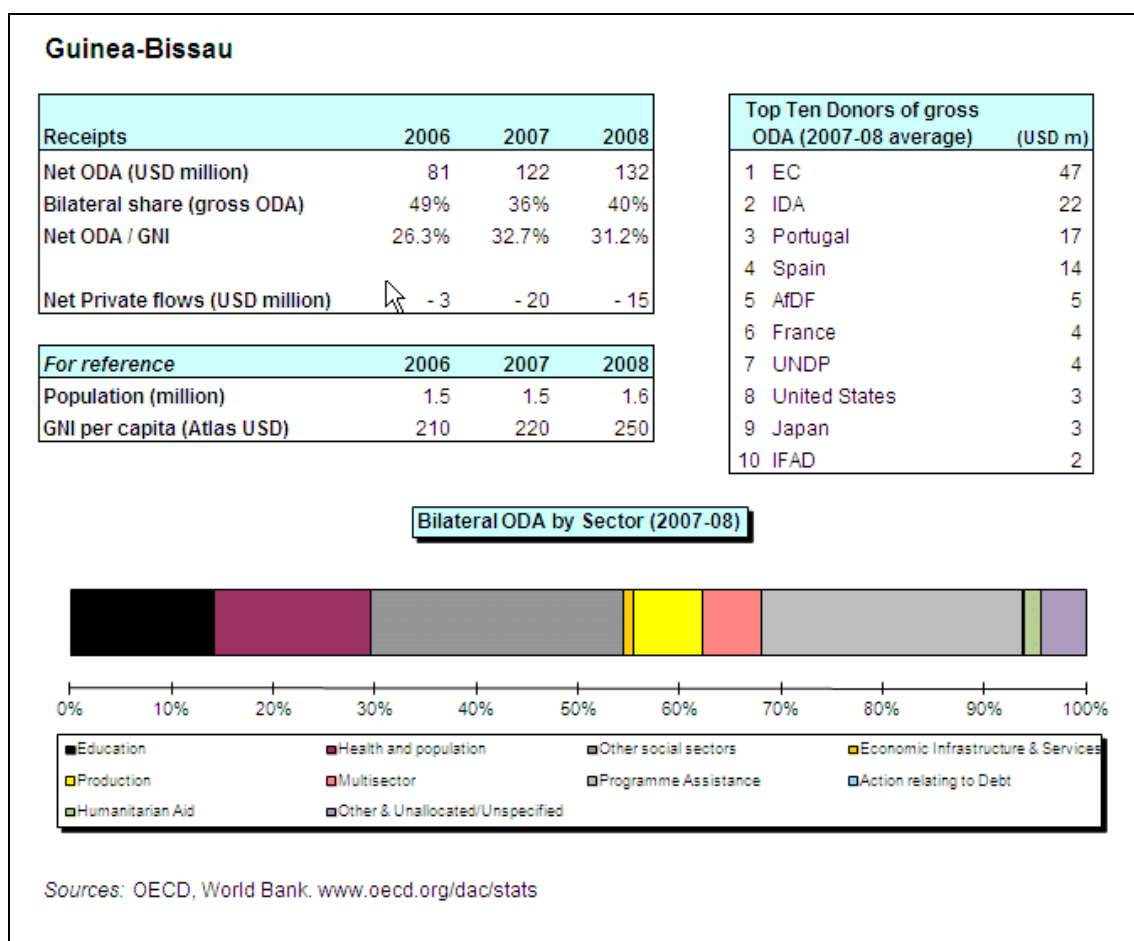 Guinea-Bissau
Receipts 2006 2007 2008
Net ODA (USD million) 81 122 132
Bilateral share (gross ODA) 49% 36% 40%
Net ODA / GNI 26.3% 32.7% 31.2%
Net Private flows (USD million) - 3 - 20 - 15
For reference 2006 2007 2008
Population (million) 1.5 1.5 1.6
GNI per capita (Atlas USD) 210 220 250
Top Ten Donors of gross
ODA (2007-08 average) (USD m)
1 EC 47
2 IDA 22
3 Portugal 17
4 Spain 14
5 AfDF 5
6 France 4
7 UNDP 4
8 United States 3
9 Japan 3
10 IFAD 2
Bilateral ODA by Sector (2007-08)
0% 10% 20% 30% 40% 50% 60% 70% 80% 90% 100%
Education Health and population Other social sectors Economic Infrastructure & Services
Production Multisector Programme Assistance Action relating to Debt
Humanitarian Aid Other & Unallocated/Unspecified
Sources: OECD, World Bank. www.oecd.org/dac/stats